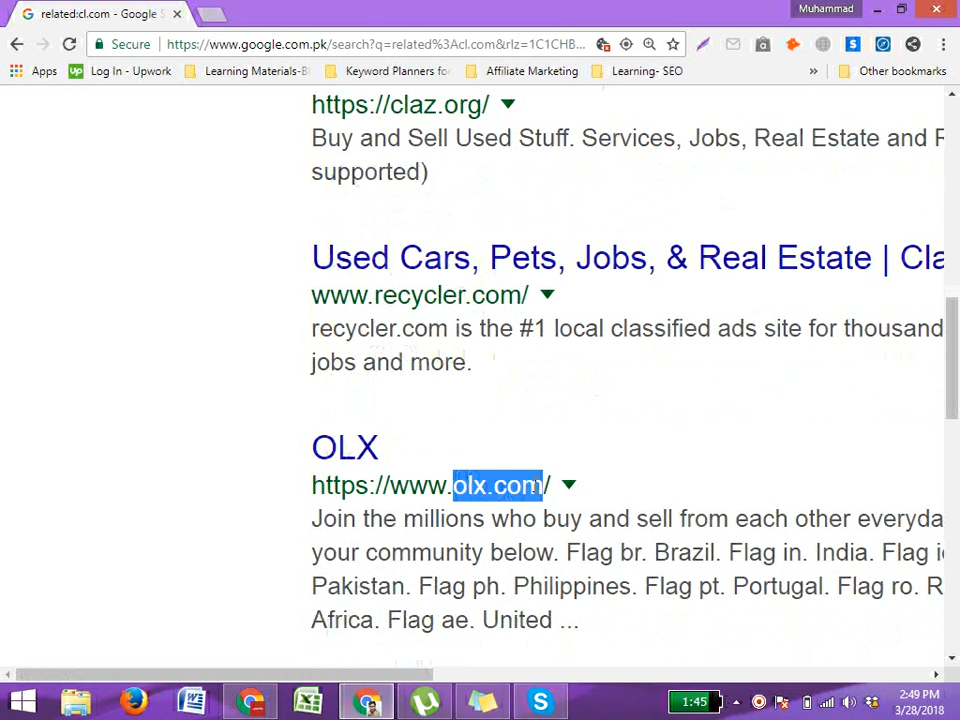 related:cl.com - Google S
Muhammad
Secure
https://www.google.com.pk/search?q=related%3Acl.com&rlz=1C1CHB...
Apps
Up Log In - Upwork
Learning Materials-B
Keyword Planners fo
Affiliate Marketing
Learning- SEO
»
Other bookmarks
https://claz.org/
Buy and Sell Used Stuff. Services, Jobs, Real Estate and
supported)
Used Cars, Pets, Jobs, & Real Estate | Cla
www.recycler.com/
recycler.com is the #1 local classified ads site for thousand
jobs and more.
OLX
https://www.olx.com/
Join the millions who buy and sell from each other everyda
your community below. Flag br. Brazil. Flag in. India. Flag
Pakistan. Flag ph. Philippines. Flag pt. Portugal. Flag ro. R
Africa. Flag ae. United ...
1:45
2:49 PM
3/28/2018